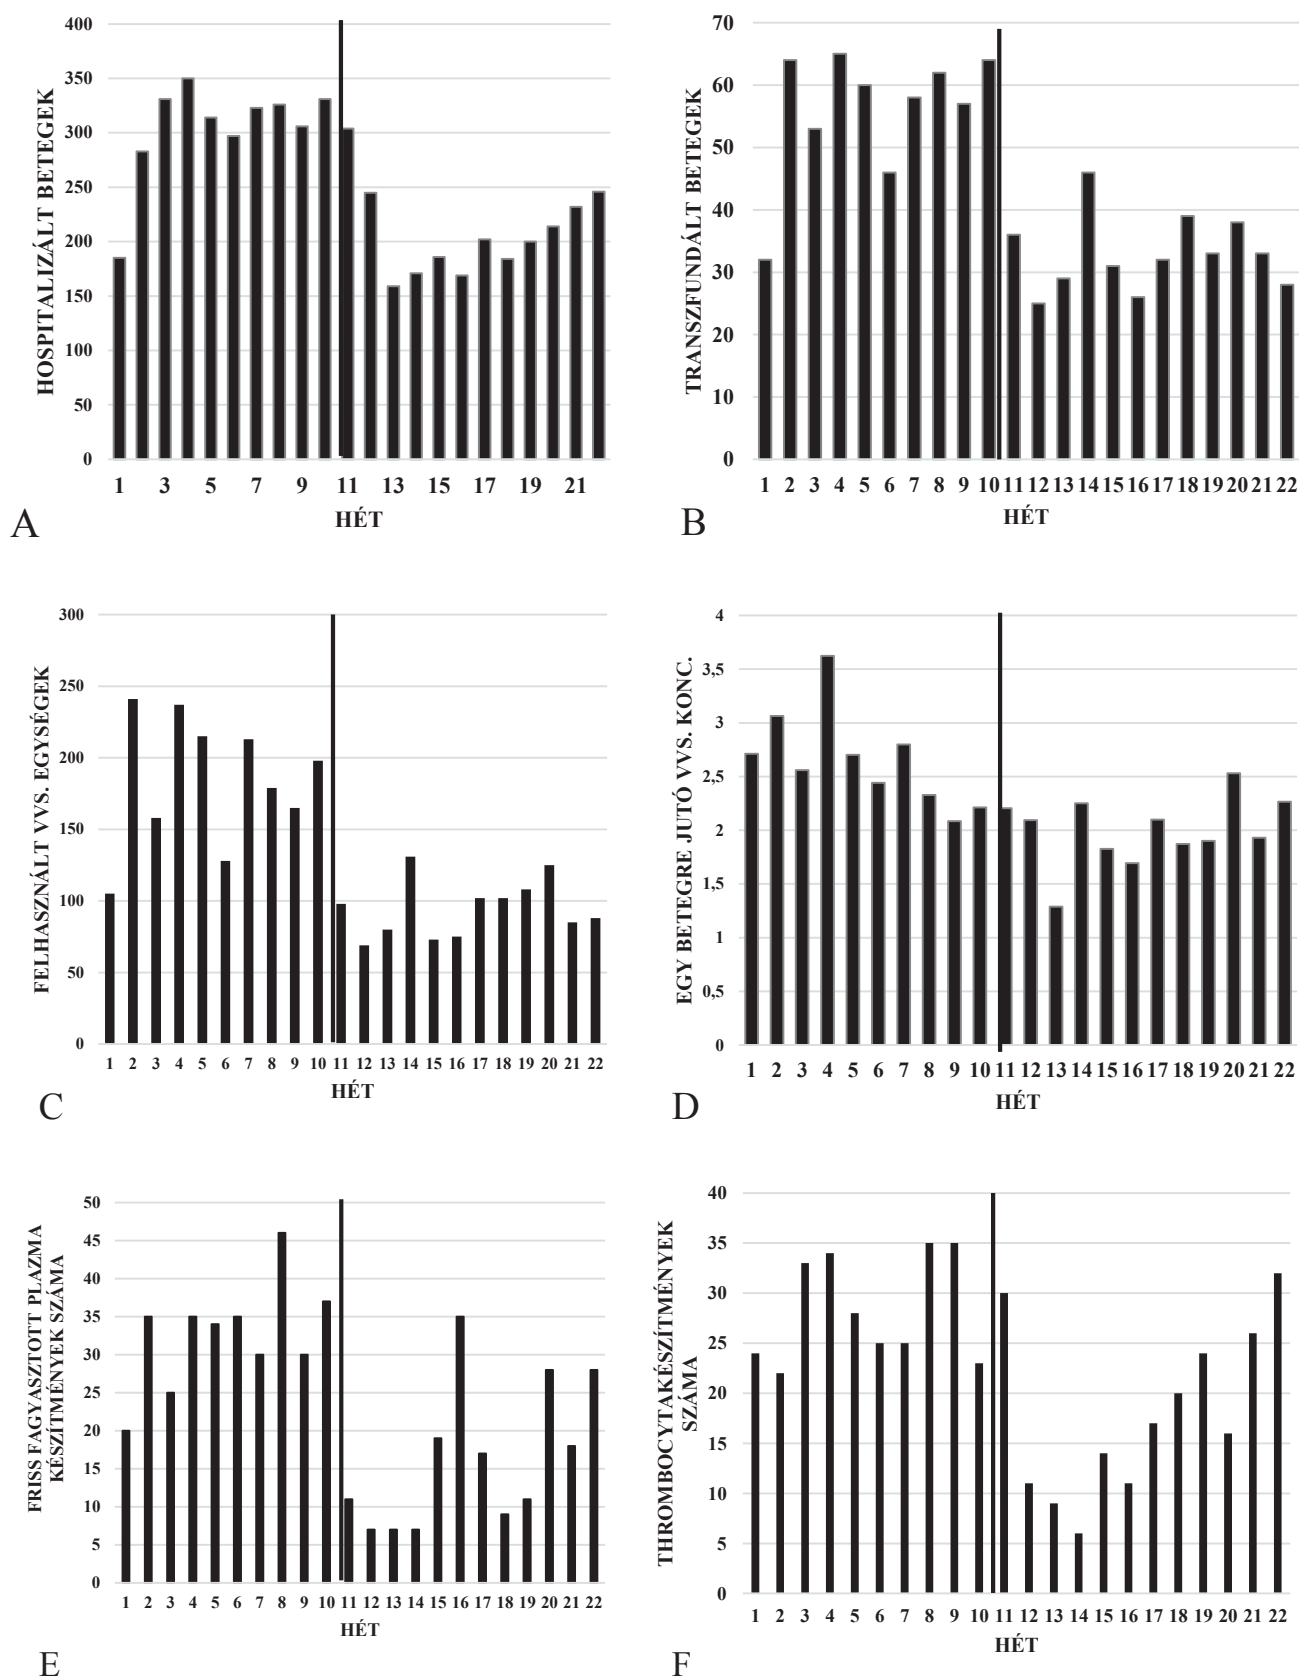 HOSPITALIZÁLT BETEGEK
400
350
300
250
200
150
100
50
0
1 3 5 7 9 11 13 15 17 19 21
HÉT
A
TRANSZFUNDÁLT BETEGEK
70
60
50
40
30
20
10
0
1 2 3 4 5 6 7 8 9 10 11 12 13 14 15 16 17 18 19 20 21 22
HÉT
B
FELHASZNÁLT VVS. EGYSÉGEK
300
250
200
150
100
50
0
1 2 3 4 5 6 7 8 9 10 11 12 13 14 15 16 17 18 19 20 21 22
HÉT
C
EGY BETEGRE JUTÓ VVS. KONC.
4
3,5
3
2,5
2
1,5
1
0,5
0
1 2 3 4 5 6 7 8 9 10 11 12 13 14 15 16 17 18 19 20 21 22
HÉT
D
FRISS FAGYASZTOTT PLAZMA
KÉSZÍTMÉNYEK SZÁMA
50
45
40
35
30
25
20
15
10
5
0
1 2 3 4 5 6 7 8 9 10 11 12 13 14 15 16 17 18 19 20 21 22
HÉT
E
THROMBOCYTAKÉSZÍTMÉNYEK
SZÁMA
40
35
30
25
20
15
10
5
0
1 2 3 4 5 6 7 8 9 10 11 12 13 14 15 16 17 18 19 20 21 22
HÉT
F